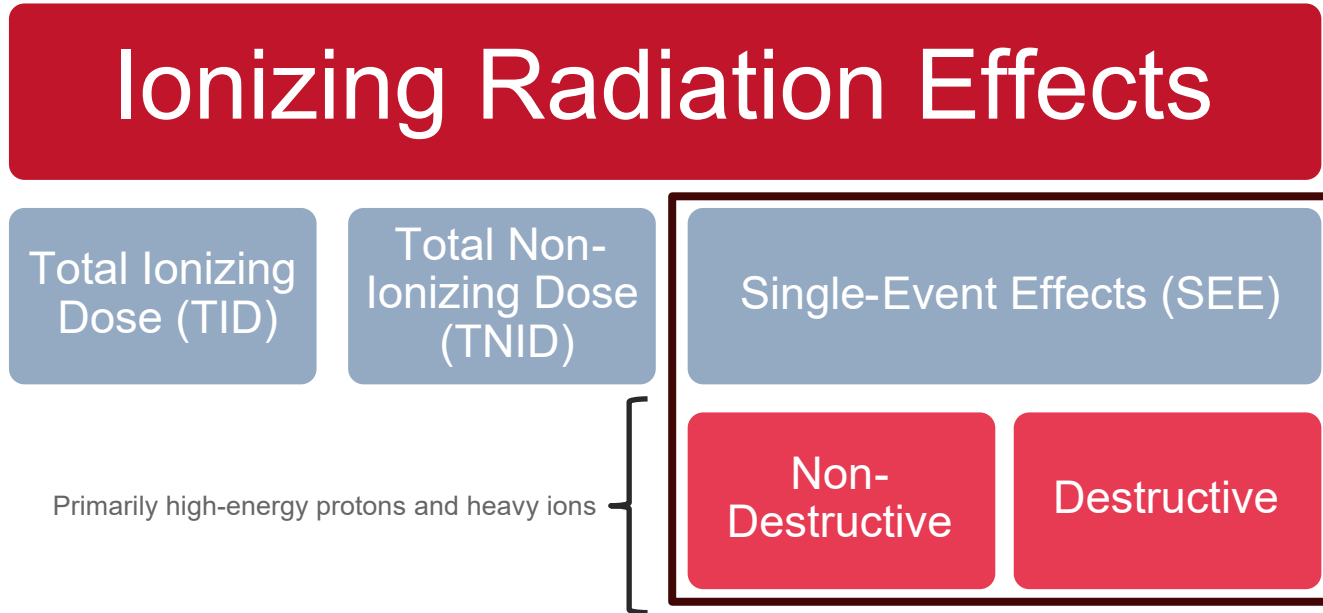 Ionizing Radiation Effects
Total Ionizing
Dose (TID)
Total Non-
Ionizing Dose
(TNID)
Single-Event Effects (SEE)
Primarily high-energy protons and heavy ions
Non-
Destructive
Destructive